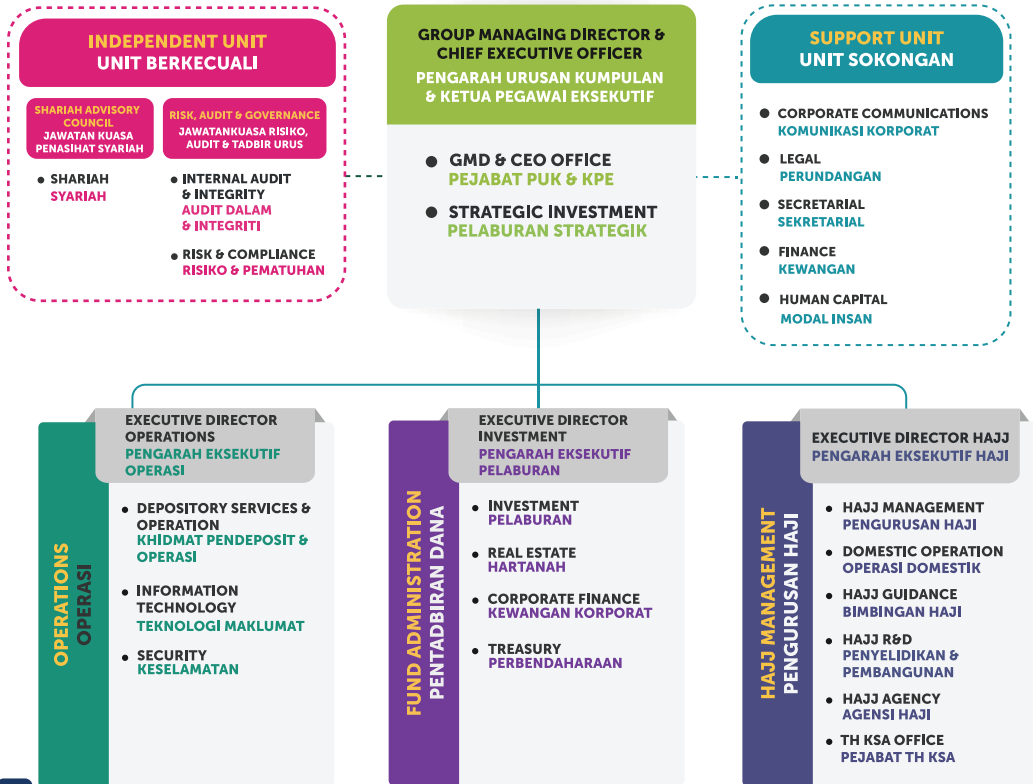 INDEPENDENT UNIT
UNIT BERKECUALI
SHARIAH ADVISORY
COUNCIL
JAWATAN KUASA
PENASIHAT SYARIAH
• SHARIAH
SYARIAH
RISK, AUDIT & GOVERNANCE
JAWATANKUASA RISIKO,
AUDIT & TADBIR URUS
• INTERNAL AUDIT
& INTEGRITY
AUDIT DALAM
& INTEGRITI
• RISK & COMPLIANCE
RISIKO & PEMATUHAN
GROUP MANAGING DIRECTOR &
CHIEF EXECUTIVE OFFICER
PENGARAH URUSAN KUMPULAN
& KETUA PEGAWAI EKSEKUTIF
• GMD & CEO OFFICE
PEJABAT PUK & KPE
• STRATEGIC INVESTMENT
PELABURAN STRATEGIK
SUPPORT UNIT
UNIT SOKONGAN
• CORPORATE COMMUNICATIONS
KOMUNIKASI KORPORAT
• LEGAL
PERUNDANGAN
• SECRETARIAL
SEKRETARIAL
• FINANCE
KEWANGAN
• HUMAN CAPITAL
MODAL INSAN
OPERATIONS
OPERASI
EXECUTIVE DIRECTOR
OPERATIONS
PENGARAH EKSEKUTIF
OPERASI
• DEPOSITORY SERVICES &
OPERATION
KHIDMAT PENDEPOSIT &
OPERASI
• INFORMATION
TECHNOLOGY
TEKNOLOGI MAKLUMAT
• SECURITY
KESELAMATAN
FUND ADMINISTRATION
PENTADBIRAN DANA
EXECUTIVE DIRECTOR
INVESTMENT
PENGARAH EKSEKUTIF
PELABURAN
• INVESTMENT
PELABURAN
• REAL ESTATE
HARTANAH
• CORPORATE FINANCE
KEWANGAN KORPORAT
• TREASURY
PERBENDAHARAAN
HAJJ MANAGEMENT
PENGURUSAN HAJI
EXECUTIVE DIRECTOR HAJJ
PENGARAH EKSEKUTIF HAJI
• HAJJ MANAGEMENT
PENGURUSAN HAJI
• DOMESTIC OPERATION
OPERASI DOMESTIK
• HAJJ GUIDANCE
BIMBINGAN HAJI
• HAJJ R&D
PENYELIDIKAN &
PEMBANGUNAN
• HAJJ AGENCY
AGENSI HAJI
• TH KSA OFFICE
PEJABAT TH KSA